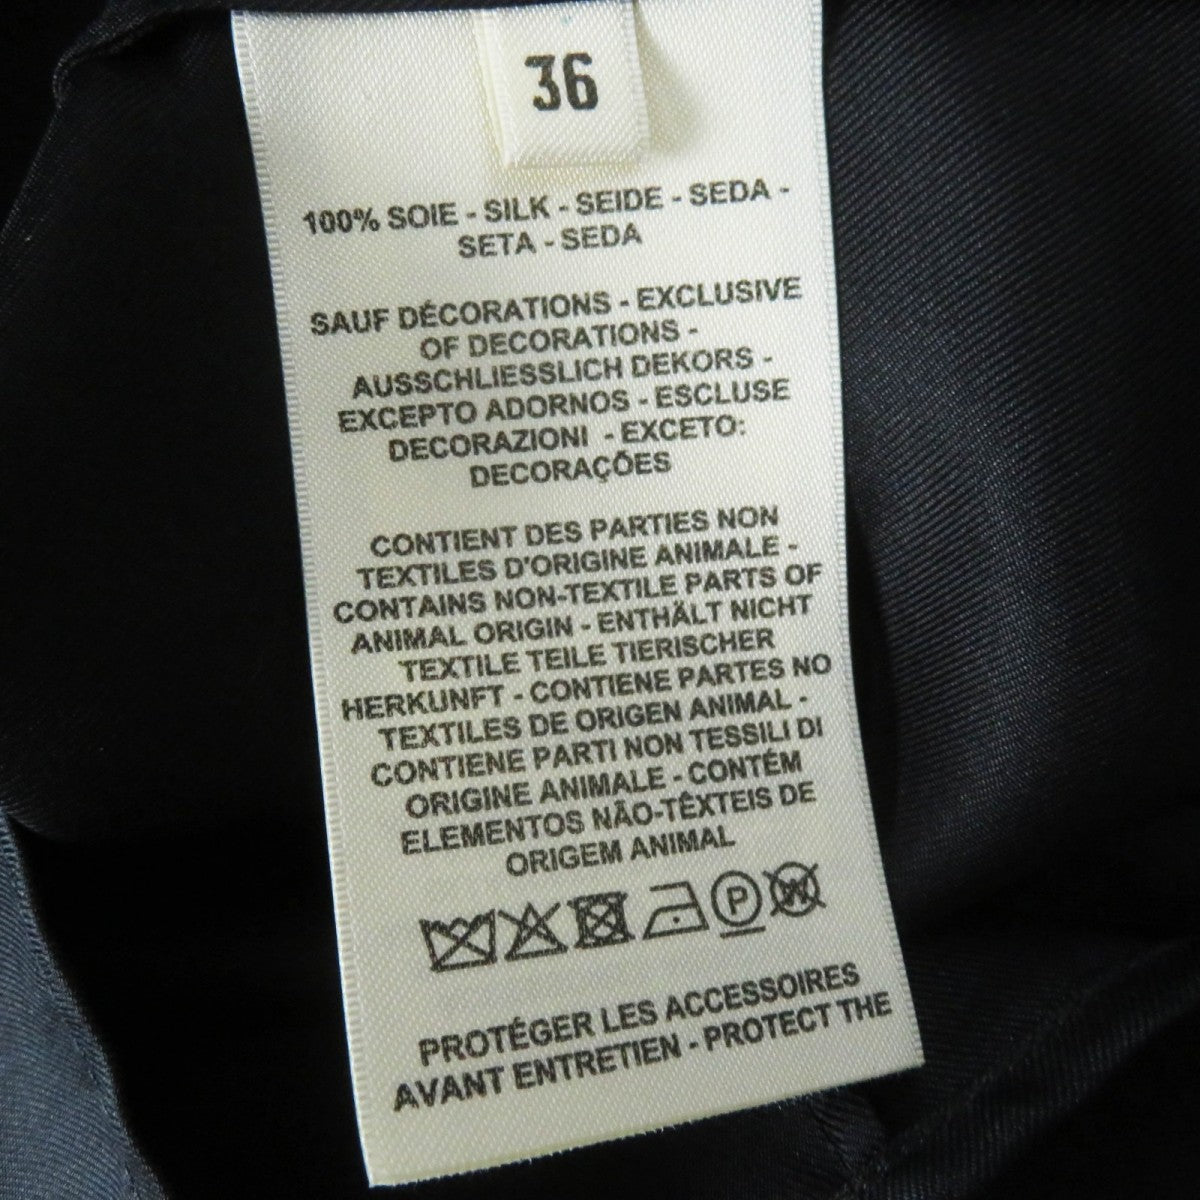 36
100% SOIE - SILK - SEIDE - SEDA -
SETA - SEDA
SAUF DÉCORATIONS - EXCLUSIVE
OF DECORATIONS -
AUSSCHLIESSLICH DEKORS -
EXCEPTO ADORNOS - ESCLUSE
DECORAZIONI - EXCETO:
DECORAÇÕES
CONTIENT DES PARTIES NON
TEXTILES D'ORIGINE ANIMALE -
CONTAINS NON-TEXTILE PARTS OF
ANIMAL ORIGIN - ENTHÄLT NICHT
TEXTILE TEILE TIERISCHER
HERKUNFT - CONTIENE PARTES NO
TEXTILES DE ORIGEN ANIMAL -
CONTIENE PARTI NON TESSILI DI
ORIGINE ANIMALE - CONTÉM
ELEMENTOS NÃO-TÊXTEIS DE
ORIGEM ANIMAL
P W
PROTÉGER LES ACCESSOIRES
AVANT ENTRETIEN - PROTECT THE